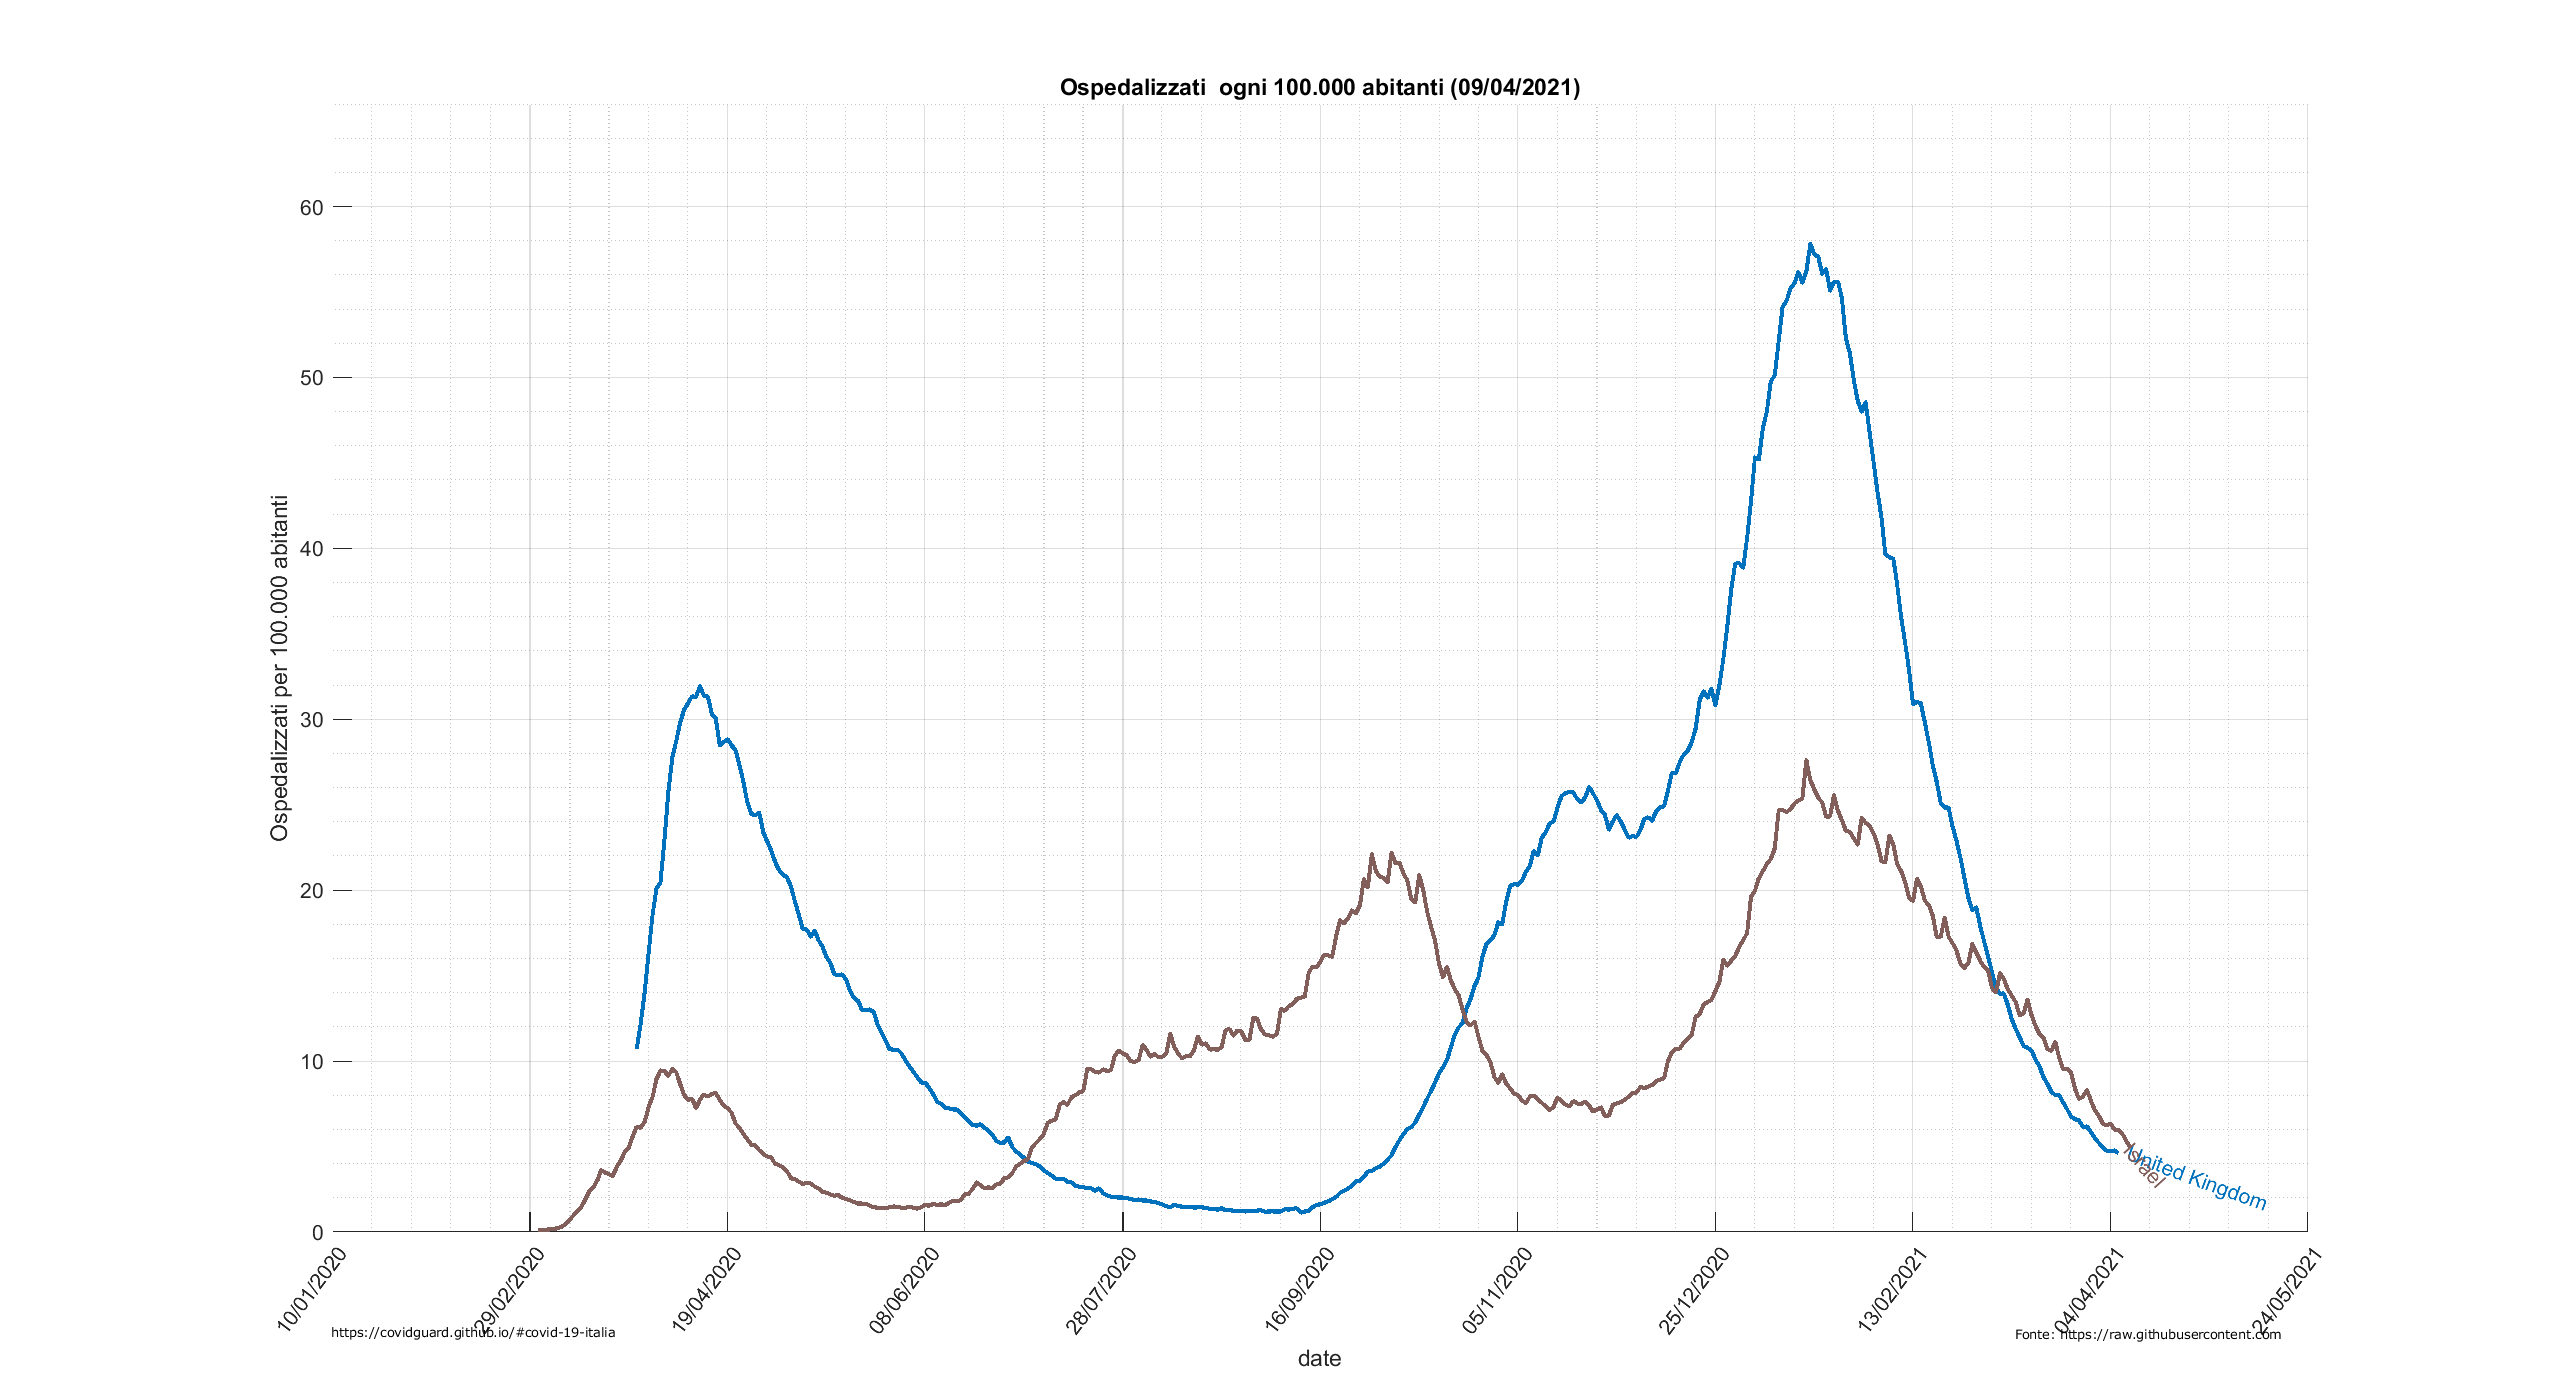 Ospedalizzati  ogni 100.000 abitanti (09/04/2021)
Ospedalizzati per 100.000 abitanti
60
50
40
30
20
10
0
United Kingdom
Israel
10/01/2020
29/02/2020
19/04/2020
08/06/2020
28/07/2020
16/09/2020
05/11/2020
25/12/2020
13/02/2021
04/04/2021
24/05/2021
https://covidguard.github.io/#covid-19-italia
Fonte: https://raw.githubusercontent.com
date